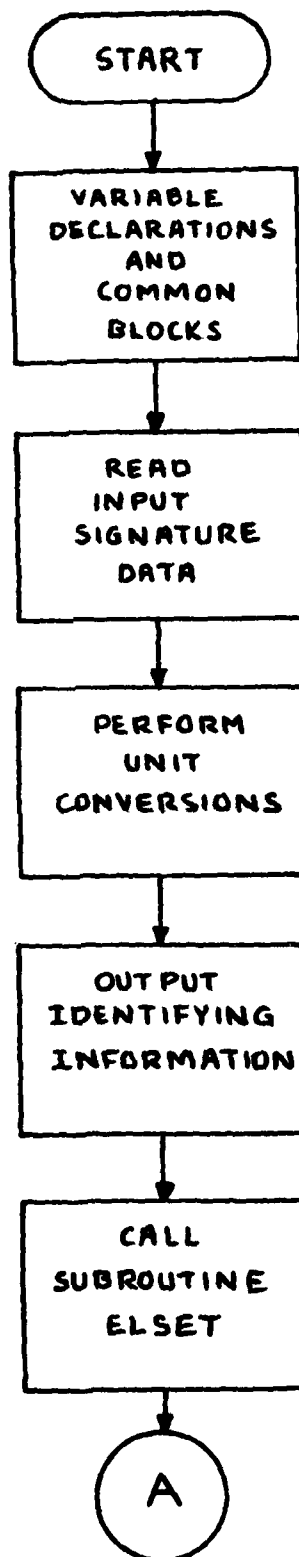 START
VARIABLE
DECLARATIONS
AND
COMMON
BLOCKS
READ
INPUT
SIGNATURE
DATA
PERFORM
UNIT
CONVERSIONS
OUTPUT
IDENTIFYING
INFORMATION
CALL
SUBROUTINE
ELSET
A